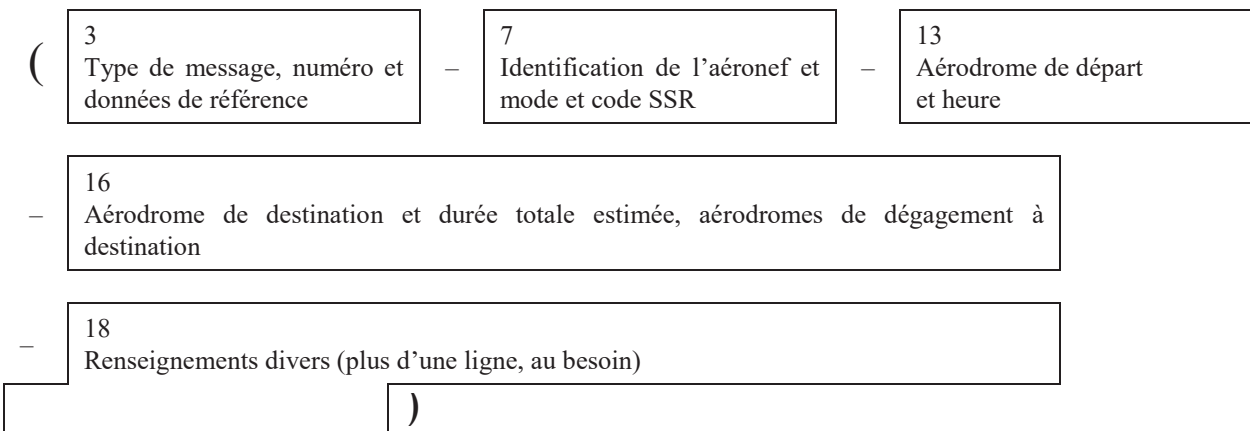 ( 3 – 7 – 13
Type de message, numéro et Identification de l’aéronef et Aérodrome de départ
données de référence mode et code SSR et heure
– 16
Aérodrome de destination et durée totale estimée, aérodromes de dégagement à
destination
– 18
Renseignements divers (plus d’une ligne, au besoin)
)